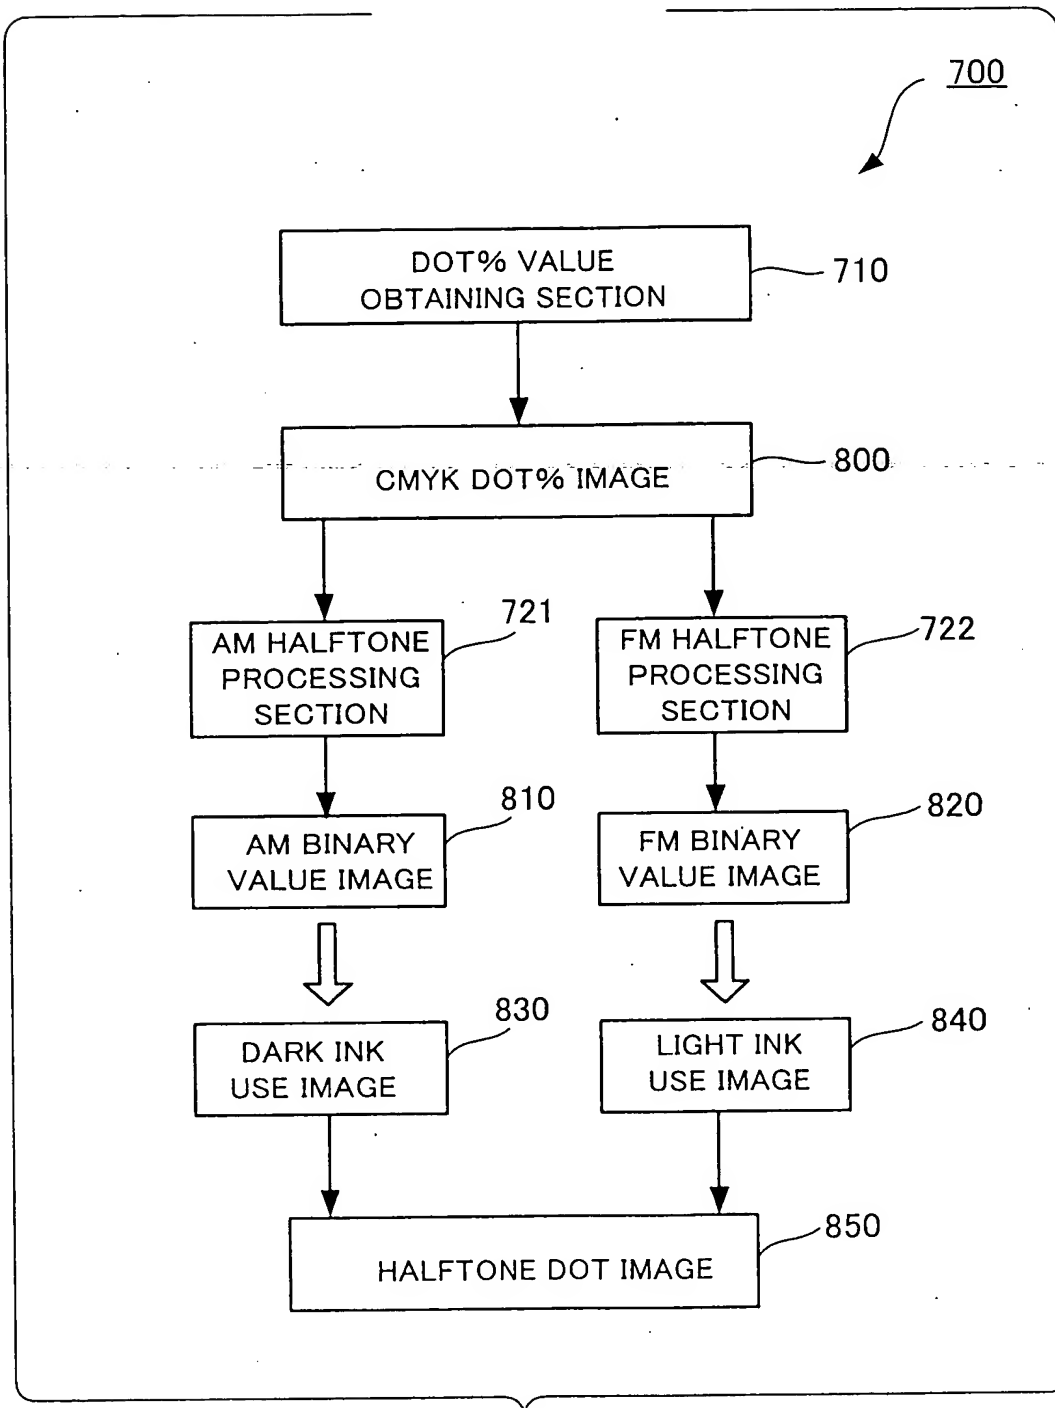 700
DOT% VALUE
OBTAINING SECTION
710
CMYK DOT% IMAGE
800
AM HALFTONE
PROCESSING
SECTION
721
FM HALFTONE
PROCESSING
SECTION
722
AM BINARY
VALUE IMAGE
810
FM BINARY
VALUE IMAGE
820
DARK INK
USE IMAGE
830
LIGHT INK
USE IMAGE
840
HALFTONE DOT IMAGE
850